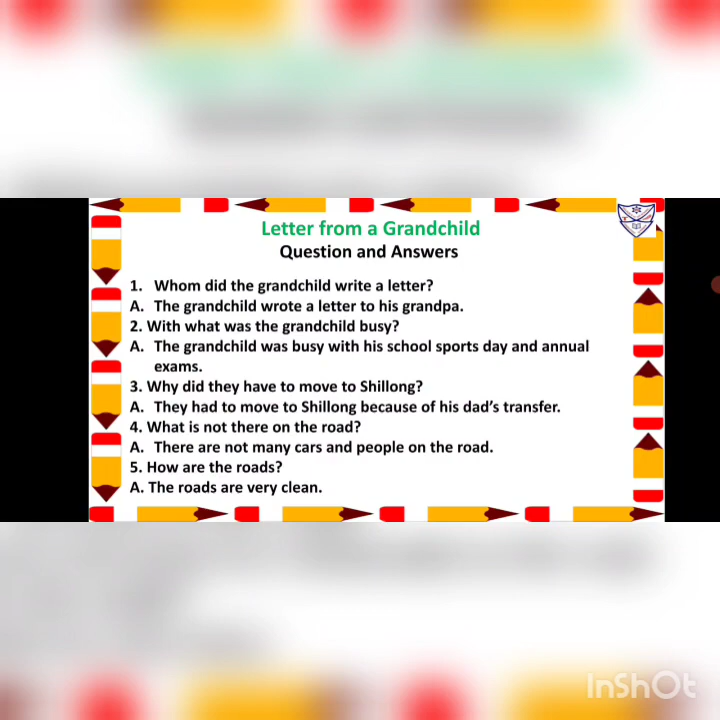 Letter from a Grandchild
Question and Answers
1. Whom did the grandchild write a letter?
A. The grandchild wrote a letter to his grandpa.
2. With what was the grandchild busy?
A. The grandchild was busy with his school sports day and annual
exams.
3. Why did they have to move to Shillong?
A. They had to move to Shillong because of his dad's transfer.
4. What is not there on the road?
A. There are not many cars and people on the road.
5. How are the roads?
A. The roads are very clean.
InShOt